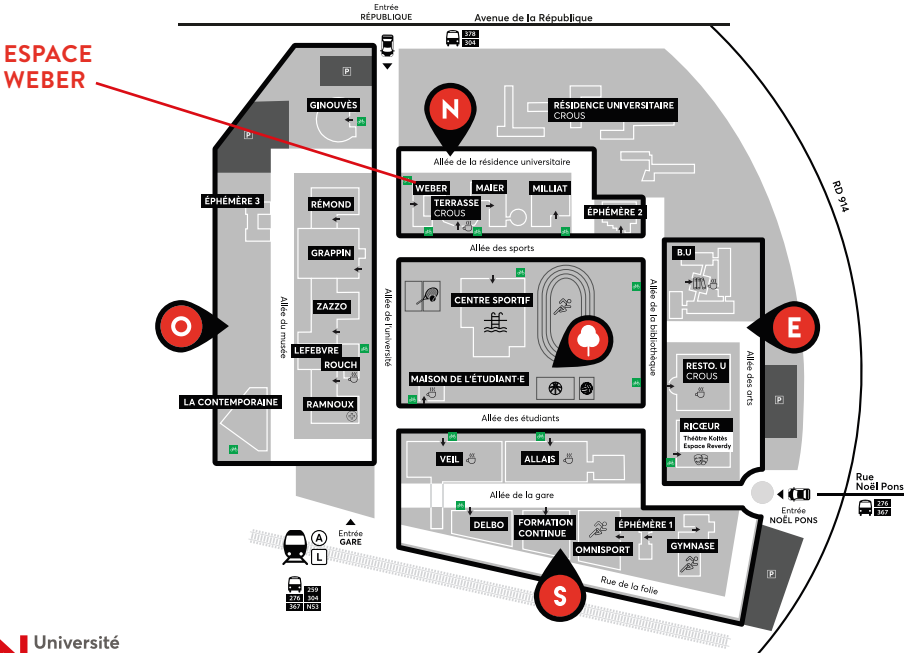 Entrée
RÉPUBLIQUE
Avenue de la République
378
304
ESPACE
WEBER
P
GINOUVÈS
N
RÉSIDENCE UNIVERSITAIRE
CROUS
P
Allée de la résidence universitaire
RD 914
WEBER
MAIER
MILLIAT
TERRASSE
CROUS
ÉPHÉMÈRE 3
RÉMOND
ÉPHÉMÈRE 2
Allée des sports
GRAPPIN
B.U
Allée du musée
Allée de l'université
Allée de la bibliothèque
Allée des arts
ZAZZO
CENTRE SPORTIF
O
E
LEFEBVRE
ROUCH
RESTO. U
CROUS
MAISON DE L'ÉTUDIANT·E
LA CONTEMPORAINE
RAMNOUX
P
Allée des étudiants
RICŒUR
Théâtre Koltès
Espace Reverdy
VEIL
ALLAIS
Rue
Noël Pons
Allée de la gare
276
367
Entrée
NOËL PONS
DELBO
FORMATION
CONTINUE
ÉPHÉMÈRE 1
OMNISPORT
GYMNASE
Entrée
GARE
A
L
P
Rue de la Folie
S
259
276 304
367 N53
Université